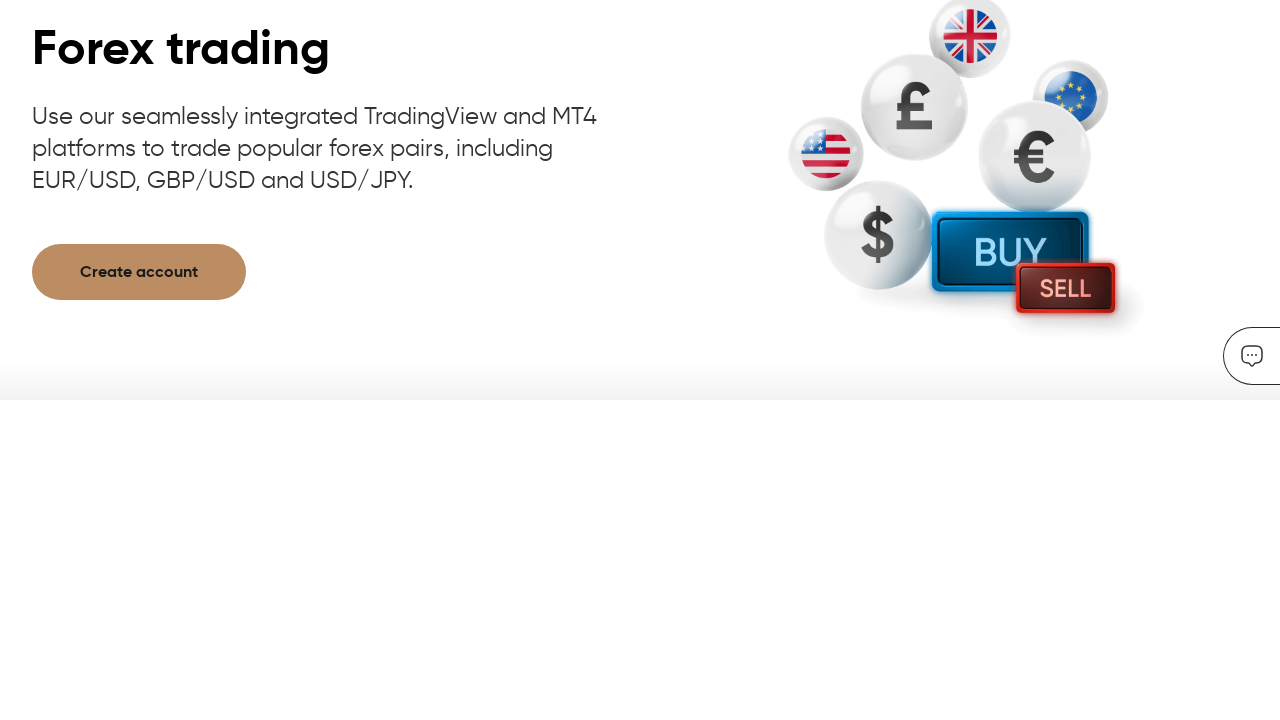 Forex trading
Use our seamlessly integrated TradingView and MT4
platforms to trade popular forex pairs, including
EUR/USD, GBP/USD and USD/JPY.
Create account
£
€
$
BUY
SELL